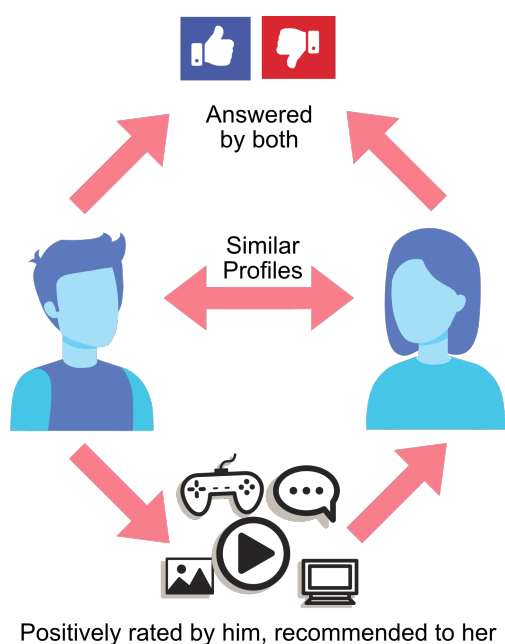 Answered
by both
Similar
Profiles
Positively rated by him, recommended to her